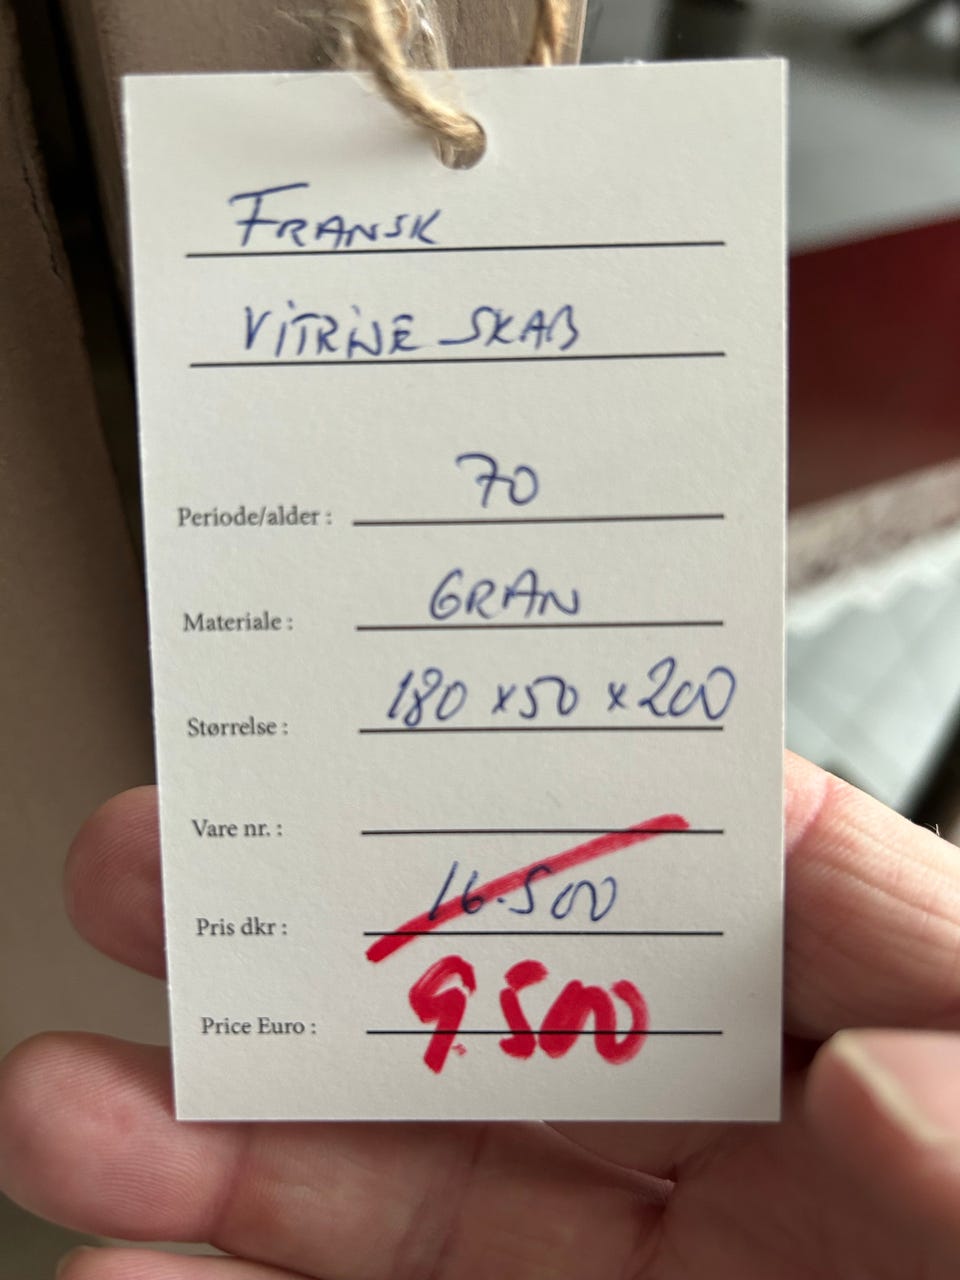 FRANSK
VITRINE SKAB
Periode/alder : 70
Materiale : GRAN
Størrelse : 180 x 50 x 200
Vare nr. :
Pris dkr : 16.500
Price Euro : 9.500